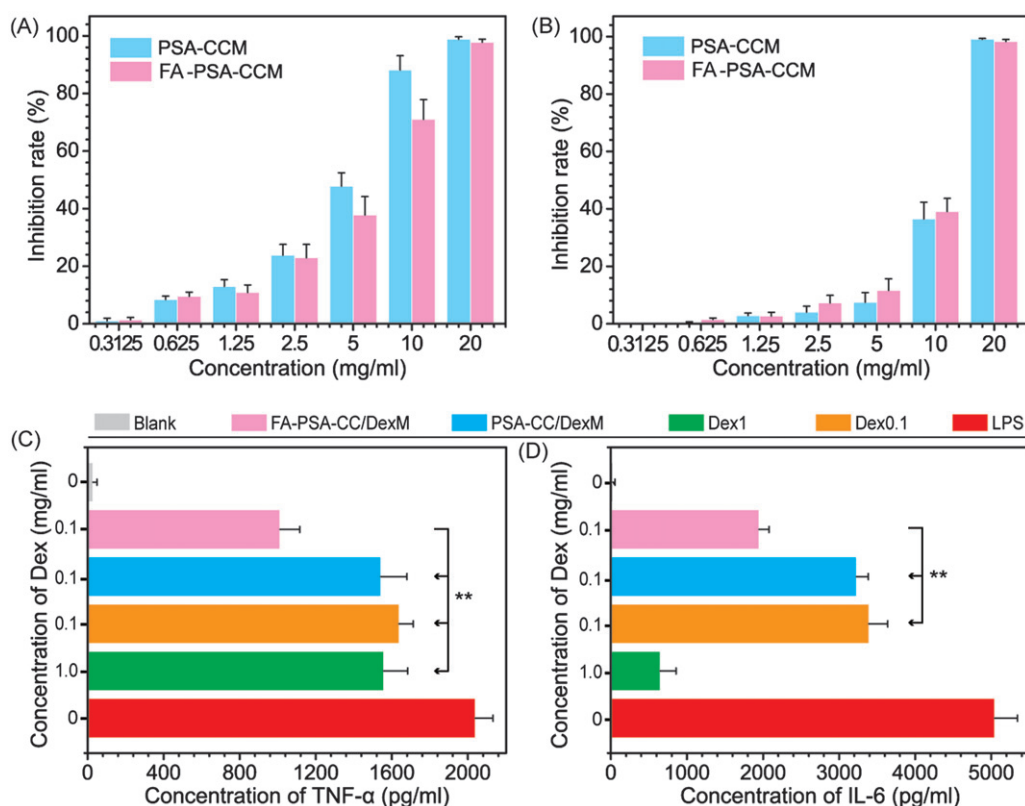 (A)
100
80
60
40
20
0
Inhibition rate (%)
PSA-CCM
FA-PSA-CCM
0.3125 0.625 1.25 2.5 5 10 20
Concentration (mg/ml)
(B)
100
80
60
40
20
0
Inhibition rate (%)
PSA-CCM
FA-PSA-CCM
0.3125 0.625 1.25 2.5 5 10 20
Concentration (mg/ml)
Blank FA-PSA-CC/DexM PSA-CC/DexM Dex1 Dex0.1 LPS
(C)
Concentration of Dex (mg/ml)
0
0.1
0.1
0.1
1.0
0
**
0 400 800 1200 1600 2000
Concentration of TNF-α (pg/ml)
(D)
Concentration of Dex (mg/ml)
0
0.1
0.1
0.1
1.0
0
**
0 1000 2000 3000 4000 5000
Concentration of IL-6 (pg/ml)